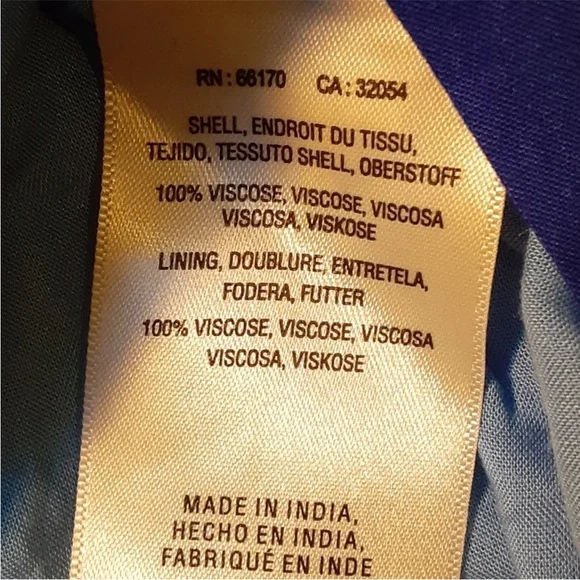 RN: 66170 CA: 32054
SHELL, ENDROIT DU TISSU,
TEJIDO, TESSUTO SHELL, OBERSTOFF
100% VISCOSE, VISCOSE, VISCOSA
VISCOSA, VISKOSE
LINING, DOUBLURE, ENTRETELA,
FODERA, FUTTER
100% VISCOSE, VISCOSE, VISCOSA
VISCOSA, VISKOSE
MADE IN INDIA,
HECHO EN INDIA,
FABRIQUÉ EN INDE